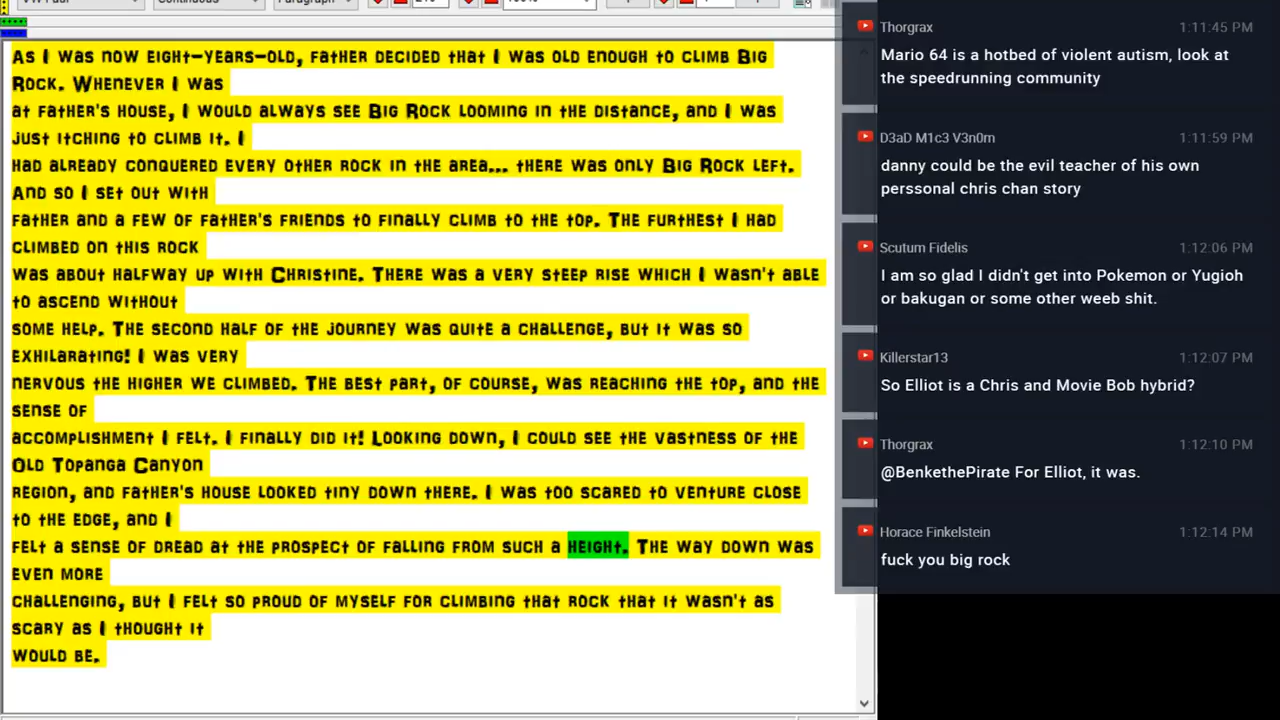 Continuous
Paragraph
As I was now eight-years-old, father decided that I was old enough to climb Big
Rock. Whenever I was
at father's house, I would always see Big Rock looming in the distance, and I was
just itching to climb it. I
had already conquered every other rock in the area... there was only Big Rock left.
And so I set out with
father and a few of father's friends to finally climb to the top. The furthest I had
climbed on this rock
was about halfway up with Christine. There was a very steep rise which I wasn't able
to ascend without
some help. The second half of the journey was quite a challenge, but it was so
exhilarating! I was very
nervous the higher we climbed. The best part, of course, was reaching the top, and the
sense of
accomplishment I felt. I finally did it! Looking down, I could see the vastness of the
Old Topanga Canyon
region, and father's house looked tiny down there. I was too scared to venture close
to the edge, and I
felt a sense of dread at the prospect of falling from such a height. The way down was
even more
challenging, but I felt so proud of myself for climbing that rock that it wasn't as
scary as I thought it
would be.
Thorgrax 1:11:45 PM
Mario 64 is a hotbed of violent autism, look at
the speedrunning community
D3aD M1c3 V3n0m 1:11:59 PM
danny could be the evil teacher of his own
perssonal chris chan story
Scutum Fidelis 1:12:06 PM
I am so glad I didn't get into Pokemon or Yugioh
or bakugan or some other weeb shit.
Killerstar13 1:12:07 PM
So Elliot is a Chris and Movie Bob hybrid?
Thorgrax 1:12:10 PM
@BenkethePirate For Elliot, it was.
Horace Finkelstein 1:12:14 PM
fuck you big rock